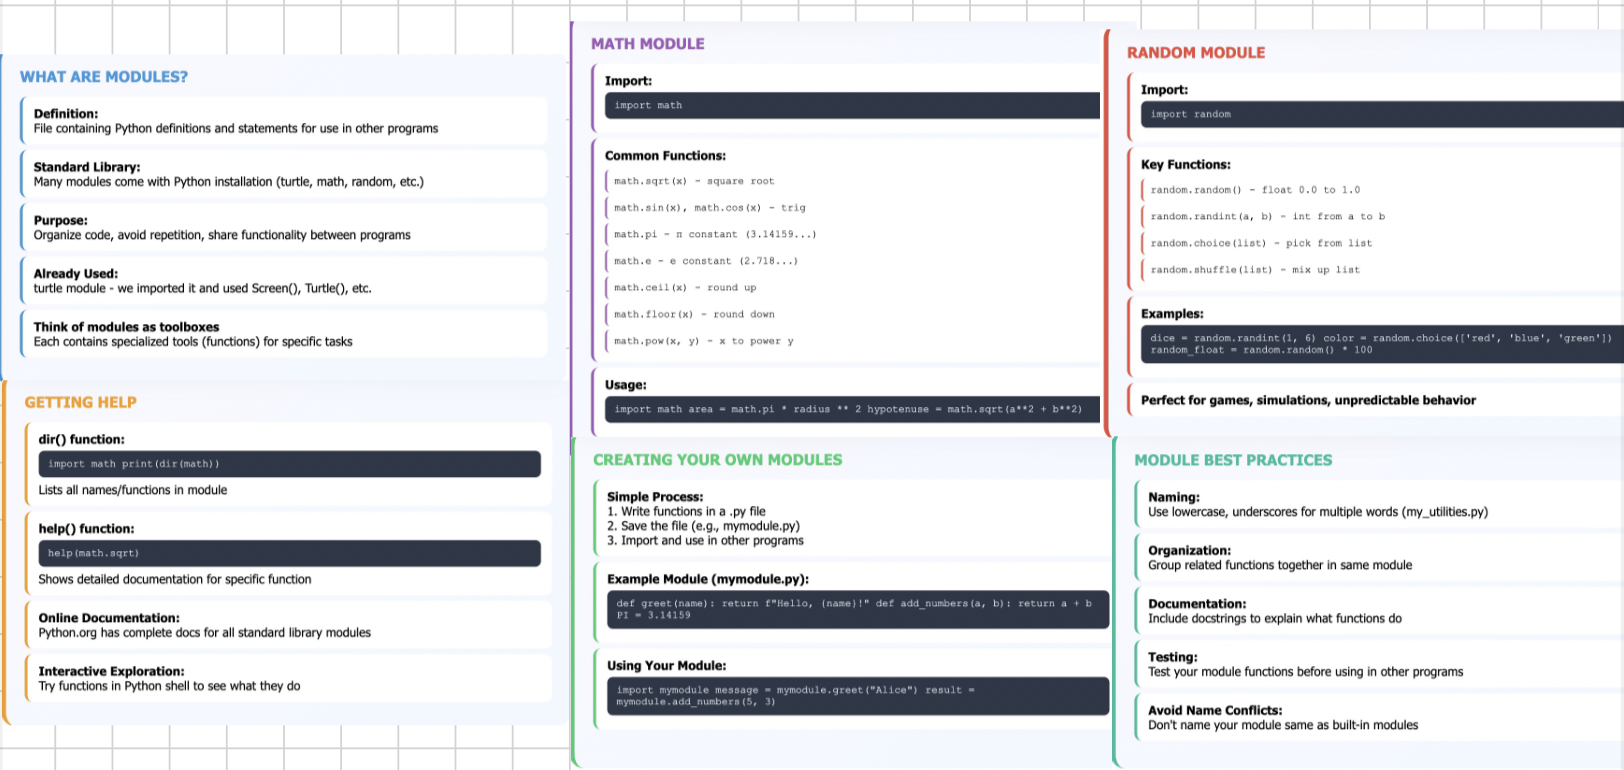 WHAT ARE MODULES?
Definition:
File containing Python definitions and statements for use in other programs
Standard Library:
Many modules come with Python installation (turtle, math, random, etc.)
Purpose:
Organize code, avoid repetition, share functionality between programs
Already Used:
turtle module - we imported it and used Screen(), Turtle(), etc.
Think of modules as toolboxes
Each contains specialized tools (functions) for specific tasks
GETTING HELP
dir() function:
import math print(dir(math))
Lists all names/functions in module
help() function:
help(math.sqrt)
Shows detailed documentation for specific function
Online Documentation:
Python.org has complete docs for all standard library modules
Interactive Exploration:
Try functions in Python shell to see what they do
MATH MODULE
Import:
import math
Common Functions:
math.sqrt(x) - square root
math.sin(x), math.cos(x) - trig
math.pi - π constant (3.14159...)
math.e - e constant (2.718...)
math.ceil(x) - round up
math.floor(x) - round down
math.pow(x, y) - x to power y
Usage:
import math area = math.pi * radius ** 2 hypotenuse = math.sqrt(a**2 + b**2)
CREATING YOUR OWN MODULES
Simple Process:
1. Write functions in a .py file
2. Save the file (e.g., mymodule.py)
3. Import and use in other programs
Example Module (mymodule.py):
def greet(name): return f"Hello, {name}!" def add_numbers(a, b): return a + b
PI = 3.14159
Using Your Module:
import mymodule message = mymodule.greet("Alice") result =
mymodule.add_numbers(5, 3)
RANDOM MODULE
Import:
import random
Key Functions:
random.random() - float 0.0 to 1.0
random.randint(a, b) - int from a to b
random.choice(list) - pick from list
random.shuffle(list) - mix up list
Examples:
dice = random.randint(1, 6) color = random.choice(['red', 'blue', 'green'])
random_float = random.random() * 100
Perfect for games, simulations, unpredictable behavior
MODULE BEST PRACTICES
Naming:
Use lowercase, underscores for multiple words (my_utilities.py)
Organization:
Group related functions together in same module
Documentation:
Include docstrings to explain what functions do
Testing:
Test your module functions before using in other programs
Avoid Name Conflicts:
Don't name your module same as built-in modules